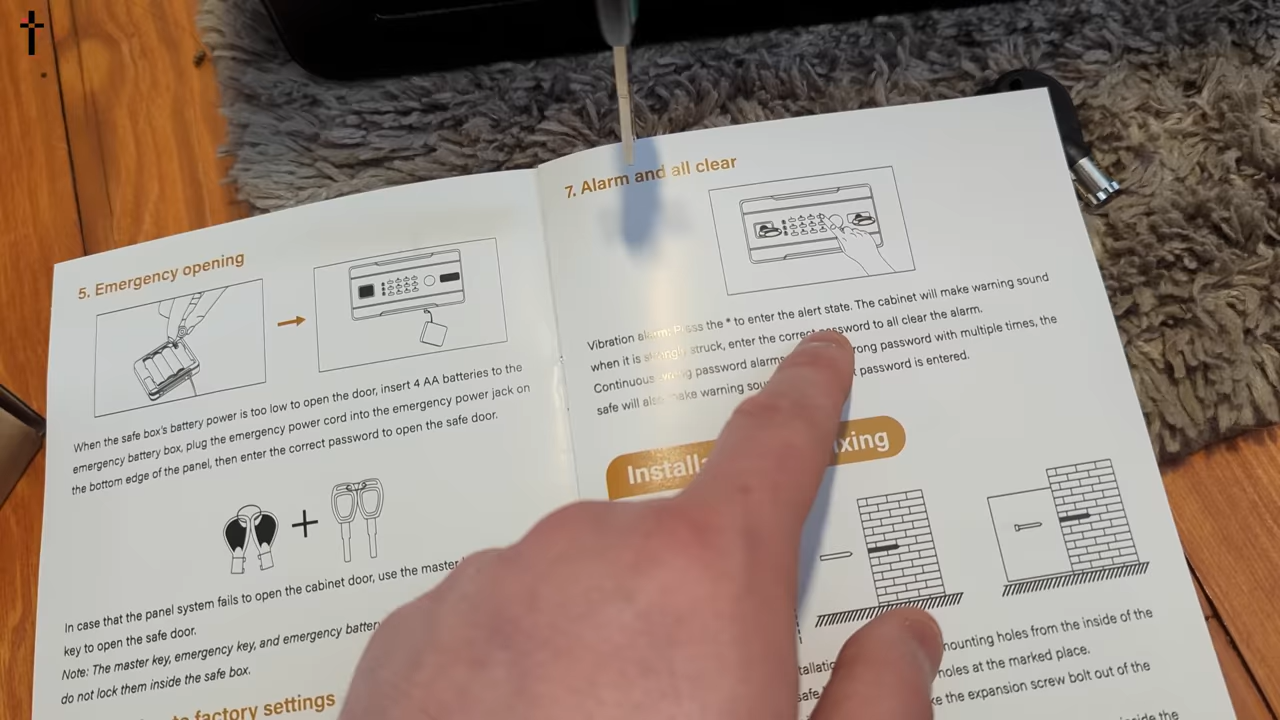 5. Emergency opening
When the safe box's battery power is too low to open the door, insert 4 AA batteries to the
emergency battery box, plug the emergency power cord into the emergency power jack on
the bottom edge of the panel, then enter the correct password to open the safe door.
In case that the panel system fails to open the cabinet door, use the master
key to open the safe door.
Note: The master key, emergency key, and emergency battery
do not lock them inside the safe box.
to factory settings
7. Alarm and all clear
Vibration alarm: Press the * to enter the alert state. The cabinet will make warning sound
when it is strongly struck, enter the correct password to all clear the alarm.
Continuous wrong password alarms wrong password with multiple times, the
safe will also make warning password is entered.
mounting holes from the inside of the
holes at the marked place.
the expansion screw bolt out of the
inside the